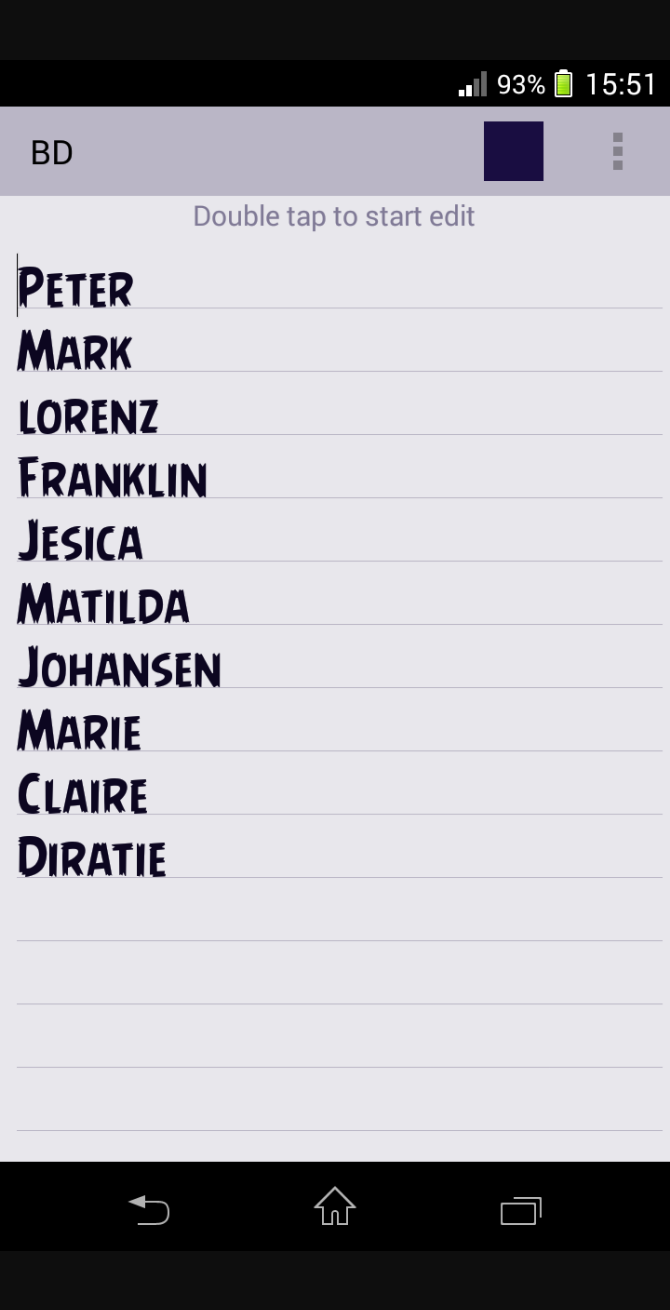 93% 15:51
BD
Double tap to start edit
Peter
Mark
lorenz
Franklin
Jesica
Matilda
Johansen
Marie
Claire
Diratie